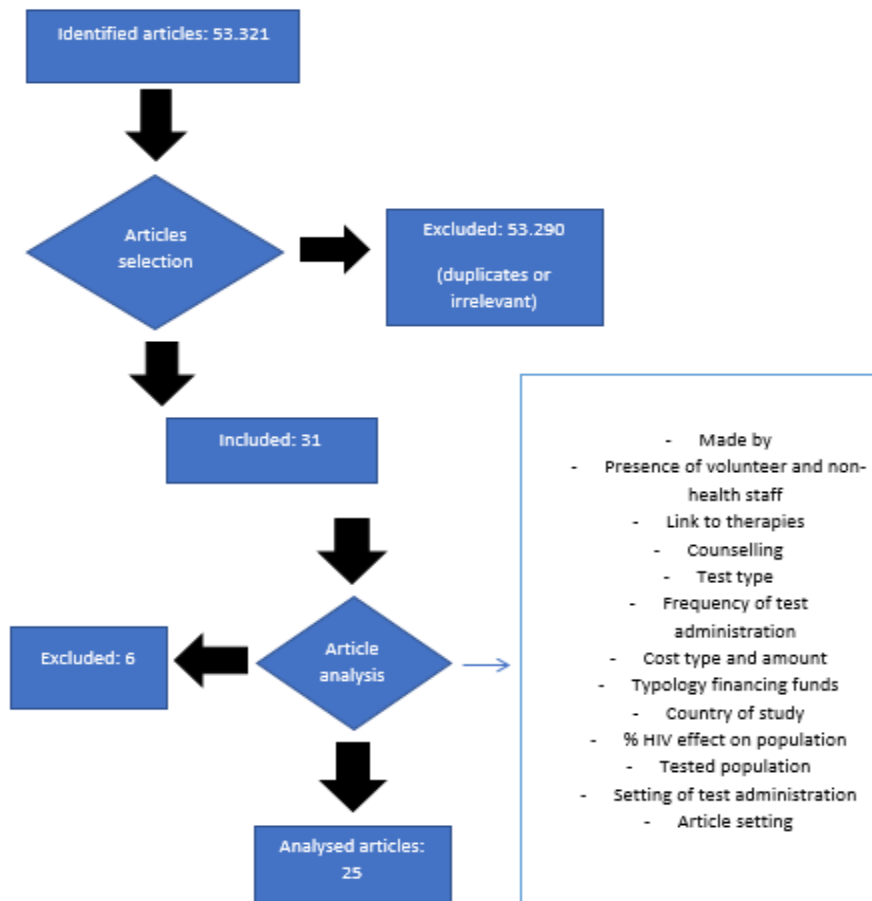 Identified articles: 53.321
Articles
selection
Excluded: 53.290
(duplicates or
irrelevant)
Included: 31
Excluded: 6
Article
analysis
Analysed articles:
25
- Made by
- Presence of volunteer and non-
health staff
- Link to therapies
- Counselling
- Test type
- Frequency of test
administration
- Cost type and amount
- Typology financing funds
- Country of study
- % HIV effect on population
- Tested population
- Setting of test administration
- Article setting